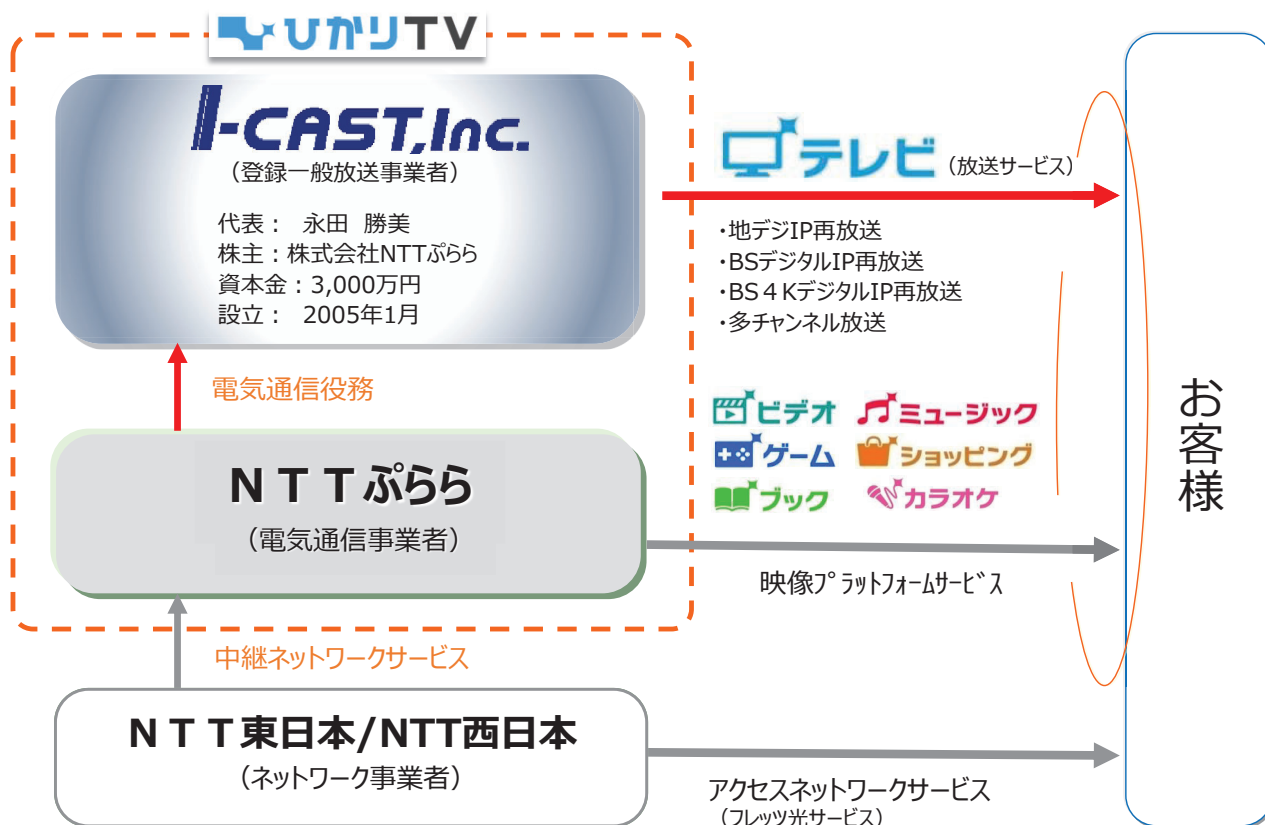 ひかりTV
I-CAST,Inc.
（登録一般放送事業者）
代表： 永田 勝美
株主：株式会社NTTぷらら
資本金：3,000万円
設立： 2005年1月
電気通信役務
ＮＴＴぷらら
（電気通信事業者）
中継ネットワークサービス
ＮＴＴ東日本/NTT西日本
（ネットワーク事業者）
テレビ（放送サービス）
・地デジIP再放送
・BSデジタルIP再放送
・BS４KデジタルIP再放送
・多チャンネル放送
ビデオ ミュージック
ゲーム ショッピング
ブック カラオケ
映像ﾌﾟﾗｯﾄﾌｫｰﾑｻｰﾋﾞｽ
アクセスネットワークサービス
（フレッツ光サービス）
お客様